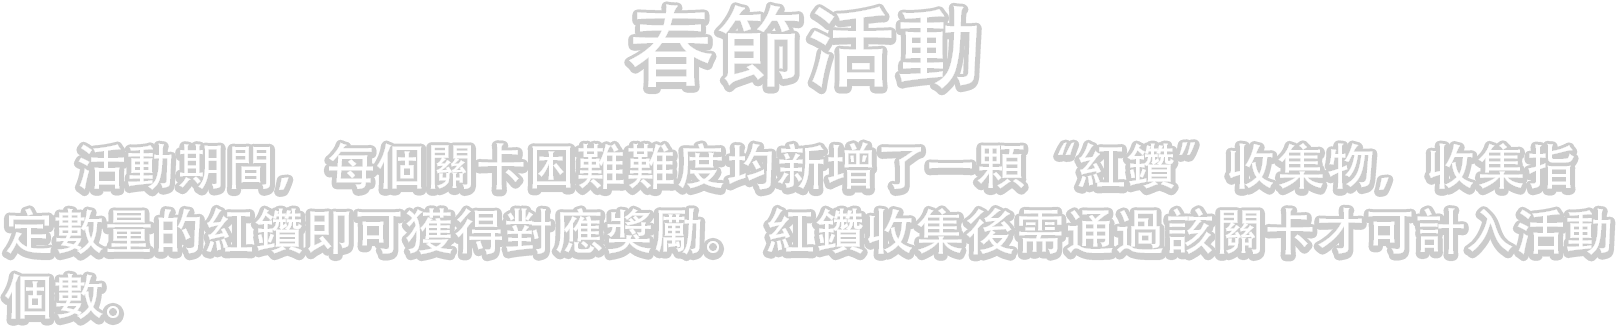 春節活動
活動期間，每個關卡困難難度均新增了一顆“紅鑽”收集物，收集指
定數量的紅鑽即可獲得對應獎勵。 紅鑽收集後需通過該關卡才可計入活動
個數。